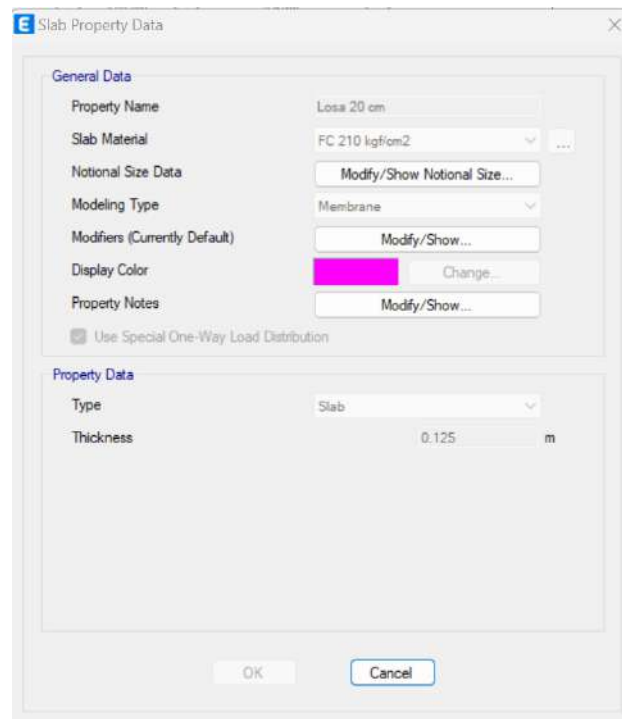 E Slab Property Data
General Data
Property Name Losa 20 cm
Slab Material FC 210 kgf/cm2 ...
Notional Size Data Modify/Show Notional Size...
Modeling Type Membrane
Modifiers (Currently Default) Modify/Show...
Display Color Change...
Property Notes Modify/Show...
Use Special One-Way Load Distribution
Property Data
Type Slab
Thickness 0.125 m
OK Cancel